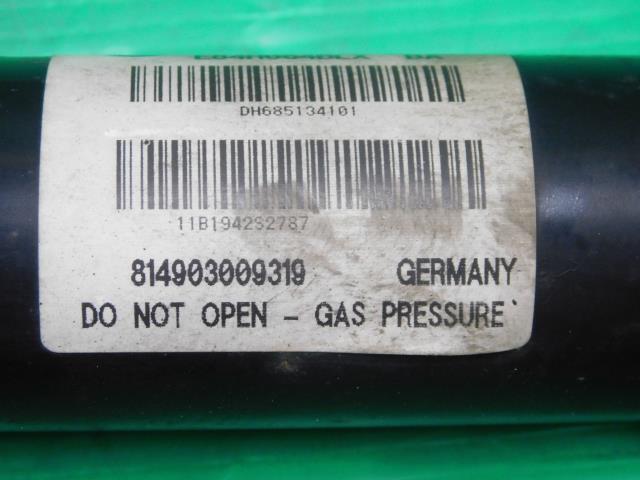 DH685134101
11B1942S2787
814903009319 GERMANY
DO NOT OPEN - GAS PRESSURE